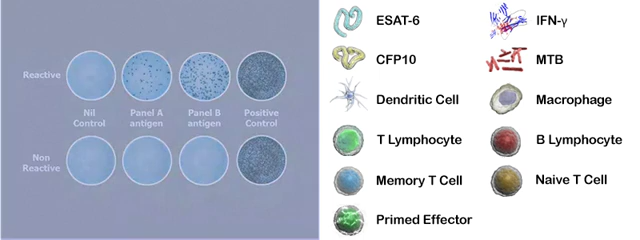 Reactive
Nil
Control
Panel A
antigen
Panel B
antigen
Positive
Control
Non
Reactive
ESAT-6
IFN-γ
CFP10
MTB
Dendritic Cell
Macrophage
T Lymphocyte
B Lymphocyte
Memory T Cell
Naive T Cell
Primed Effector